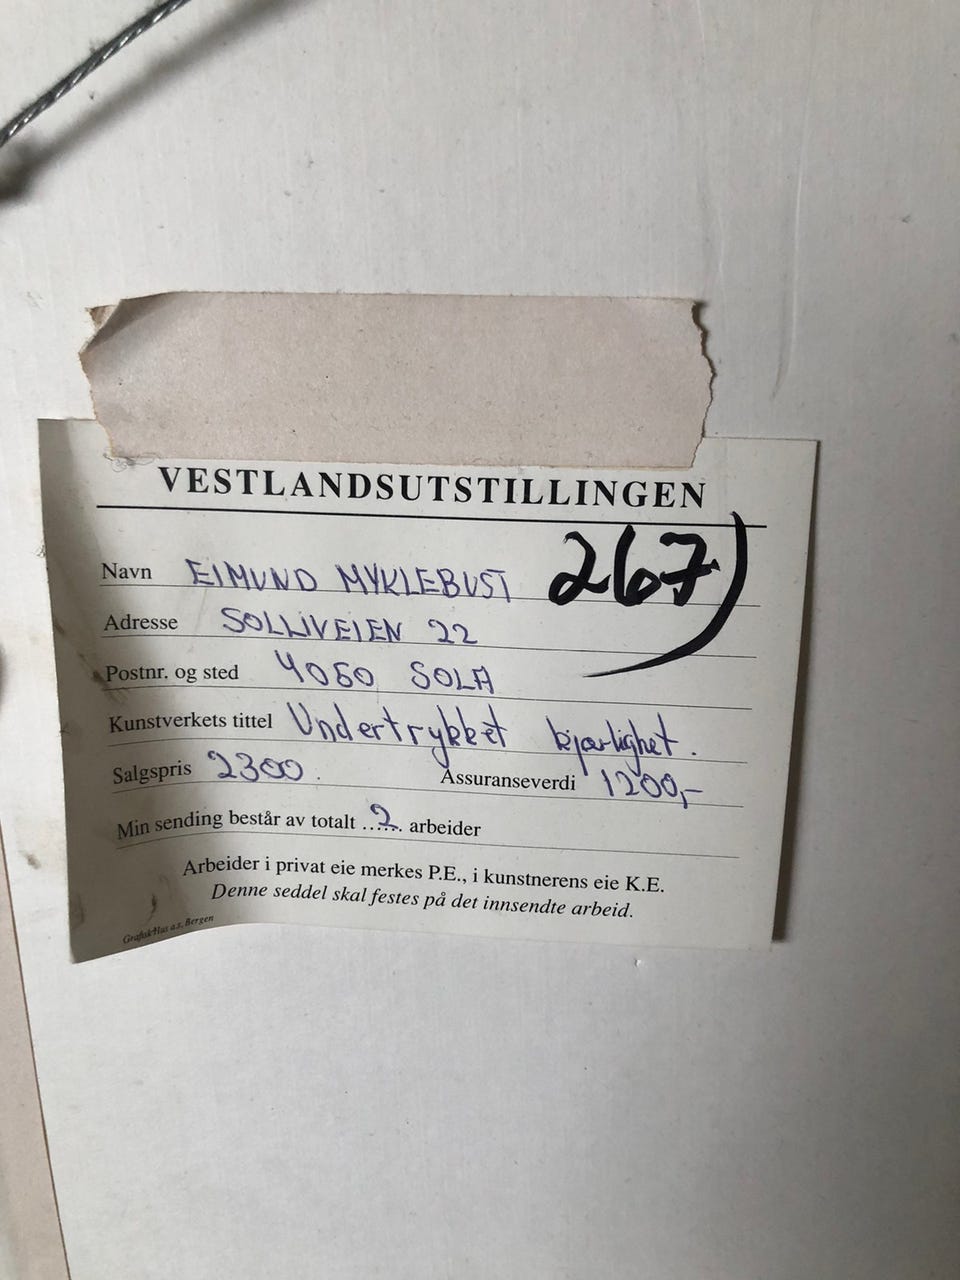 VESTLANDSUTSTILLINGEN
Navn EIMUND MYKLEBUST 267)
Adresse SOLLIVEIEN 22
Postnr. og sted 4050 SOLA
Kunstverkets tittel Undertrykket kjærlighet.
Salgspris 2300. Assuranseverdi 1200,-
Min sending består av totalt ..2.. arbeider
Arbeider i privat eie merkes P.E., i kunstnerens eie K.E.
Denne seddel skal festes på det innsendte arbeid.
Grafisk Hus a.s, Bergen